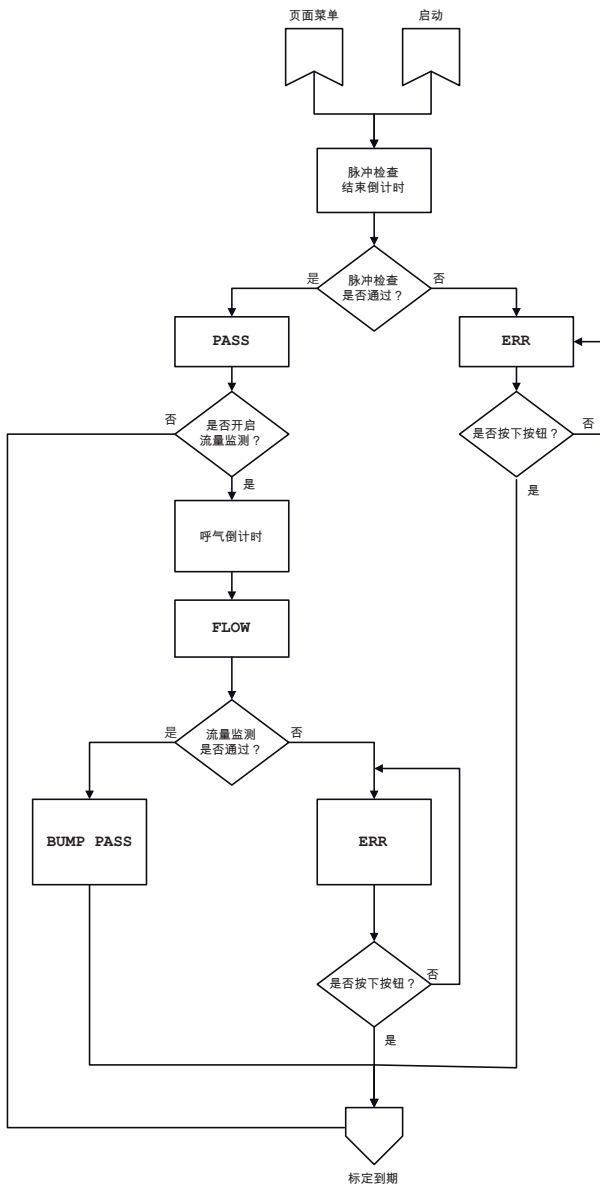 页面菜单
启动
脉冲检查
结束倒计时
脉冲检查
是否通过？
是
否
PASS
ERR
是否开启
流量监测？
否
是否按下按钮？
否
是
是
呼气倒计时
FLOW
流量监测
是否通过？
是
否
BUMP PASS
ERR
是否按下按钮？
否
是
标定到期